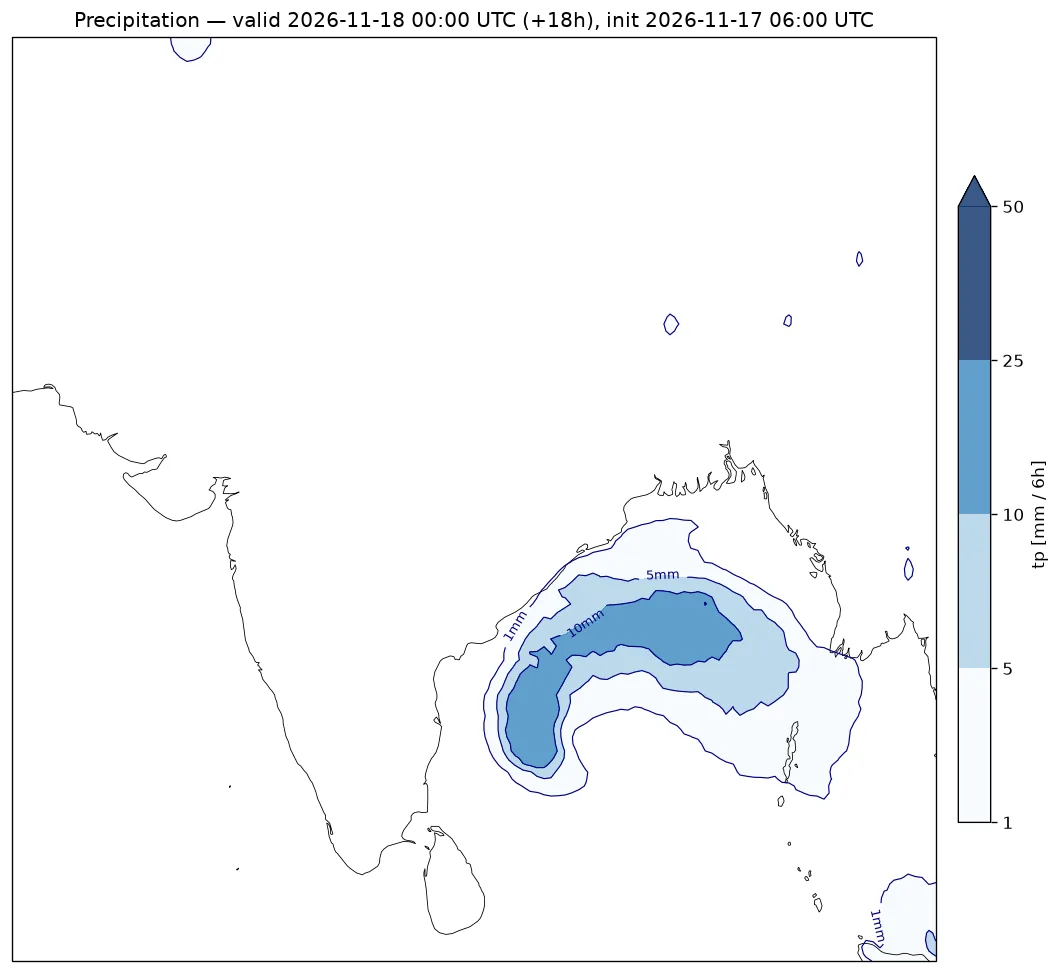 Precipitation — valid 2026-11-18 00:00 UTC (+18h), init 2026-11-17 06:00 UTC
50
25
tp [mm / 6h]
10
5mm
10mm
1mm
5
1
1mm